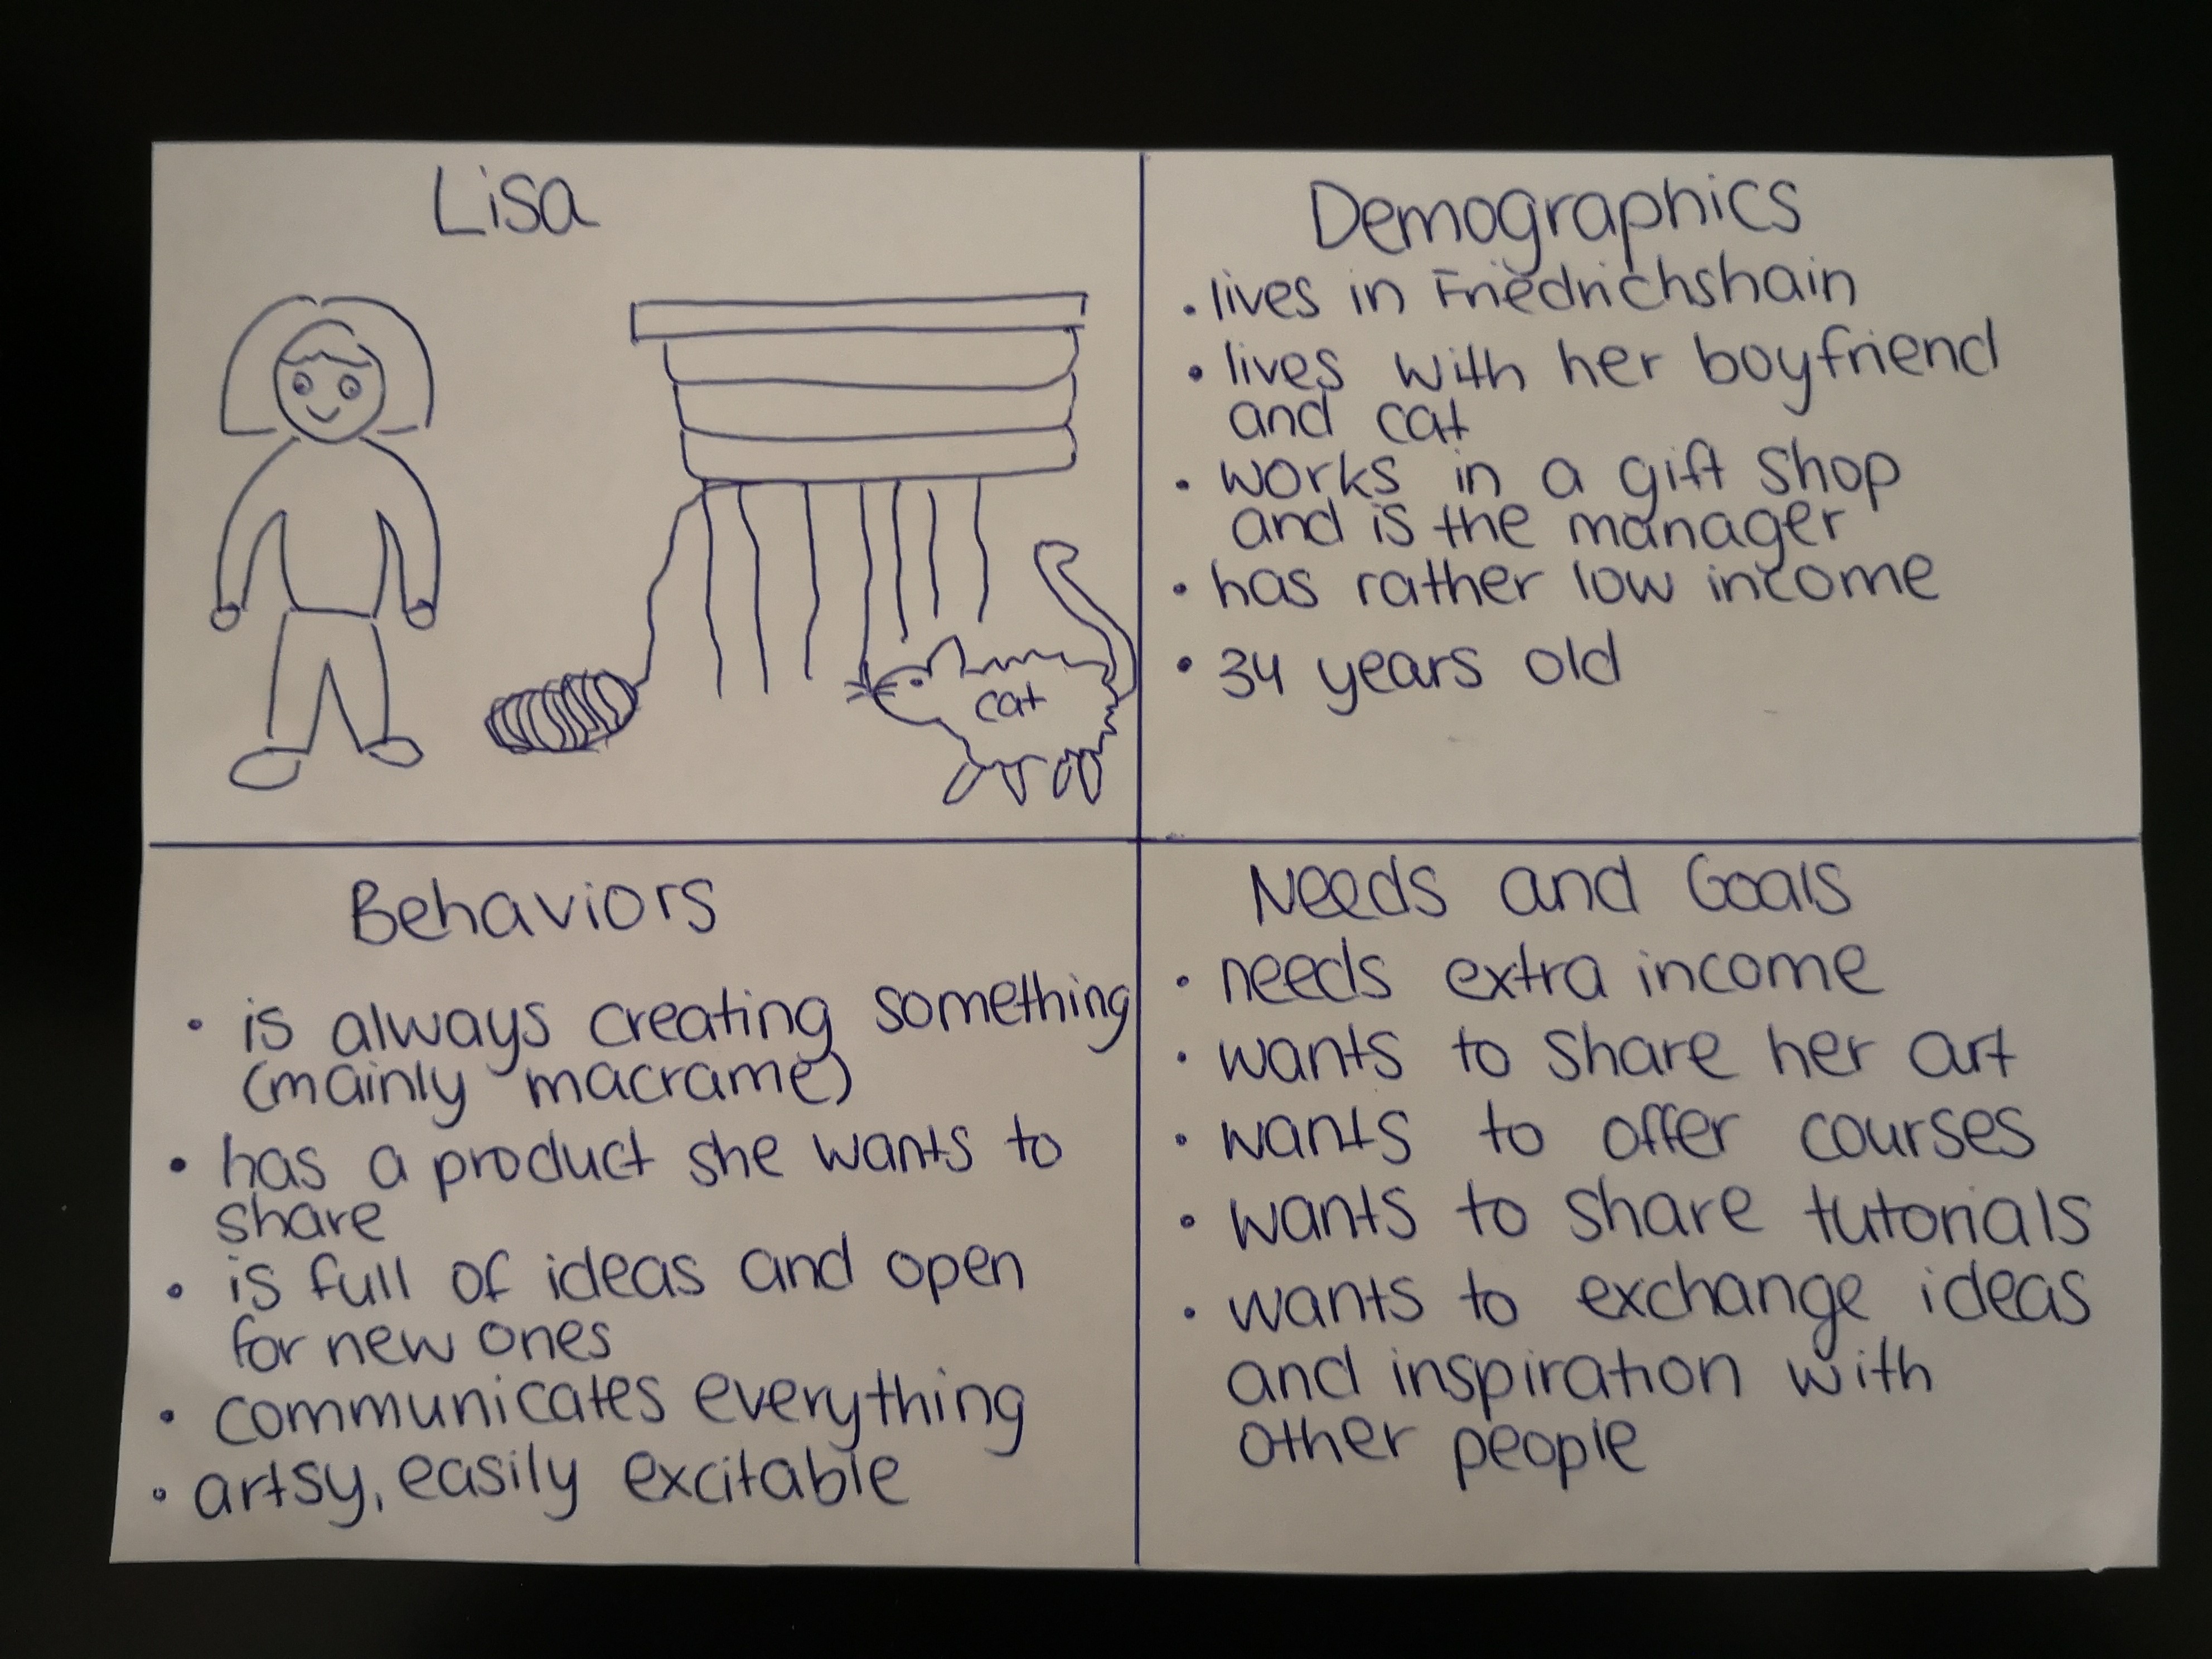 Lisa
cat
Demographics
• lives in Friedrichshain
• lives with her boyfriend
and cat
• works in a gift shop
and is the manager
• has rather low income
• 34 years old
Behaviors
• is always creating something
(mainly macrame)
• has a product she wants to
share
• is full of ideas and open
for new ones
• communicates everything
• artsy, easily excitable
Needs and Goals
• needs extra income
• wants to share her art
• wants to offer courses
• wants to share tutorials
• wants to exchange ideas
and inspiration with
other people